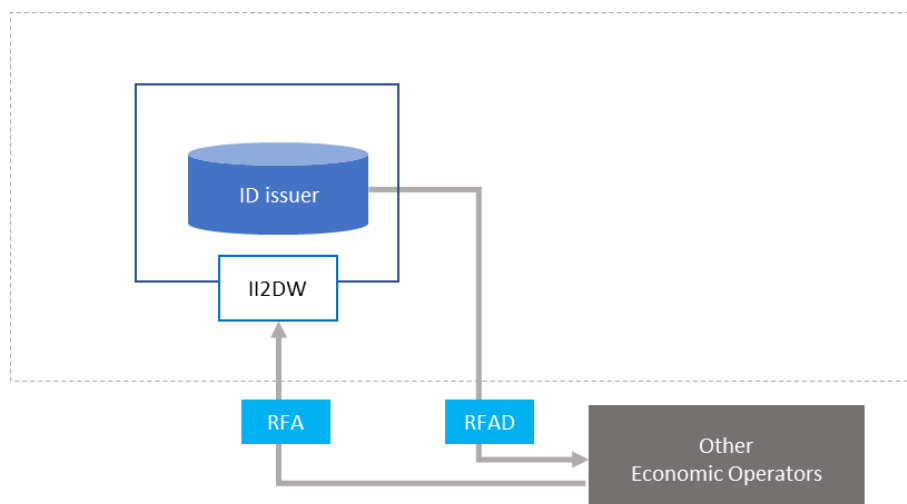 ID issuer
II2DW
RFA
RFAD
Other
Economic Operators